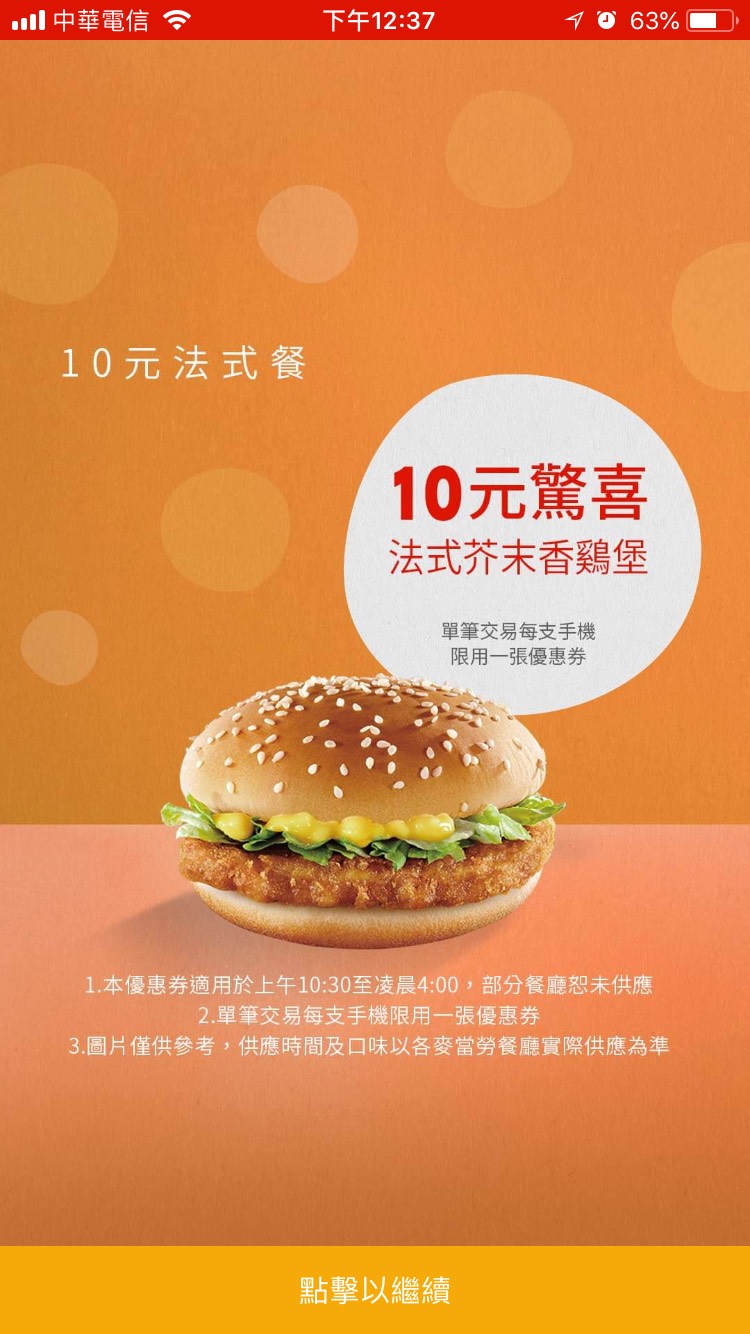 中華電信
下午12:37
63%
10元法式餐
10元驚喜
法式芥末香鷄堡
單筆交易每支手機
限用一張優惠券
1.本優惠券適用於上午10:30至凌晨4:00，部分餐廳恕未供應
2.單筆交易每支手機限用一張優惠券
3.圖片僅供參考，供應時間及口味以各麥當勞餐廳實際供應為準
點擊以繼續